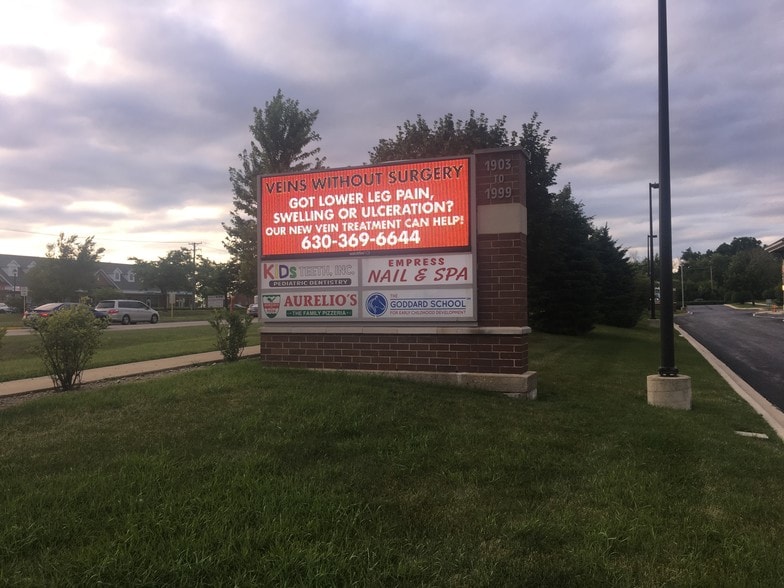 VEINS WITHOUT SURGERY
GOT LOWER LEG PAIN,
SWELLING OR ULCERATION?
OUR NEW VEIN TREATMENT CAN HELP!
630-369-6644
1903
TO
1999
KiDS TEETH, INC.
PEDIATRIC DENTISTRY
EMPRESS
NAIL & SPA
AURELIO'S
THE FAMILY PIZZERIA
THE
GODDARD SCHOOL
FOR EARLY CHILDHOOD DEVELOPMENT